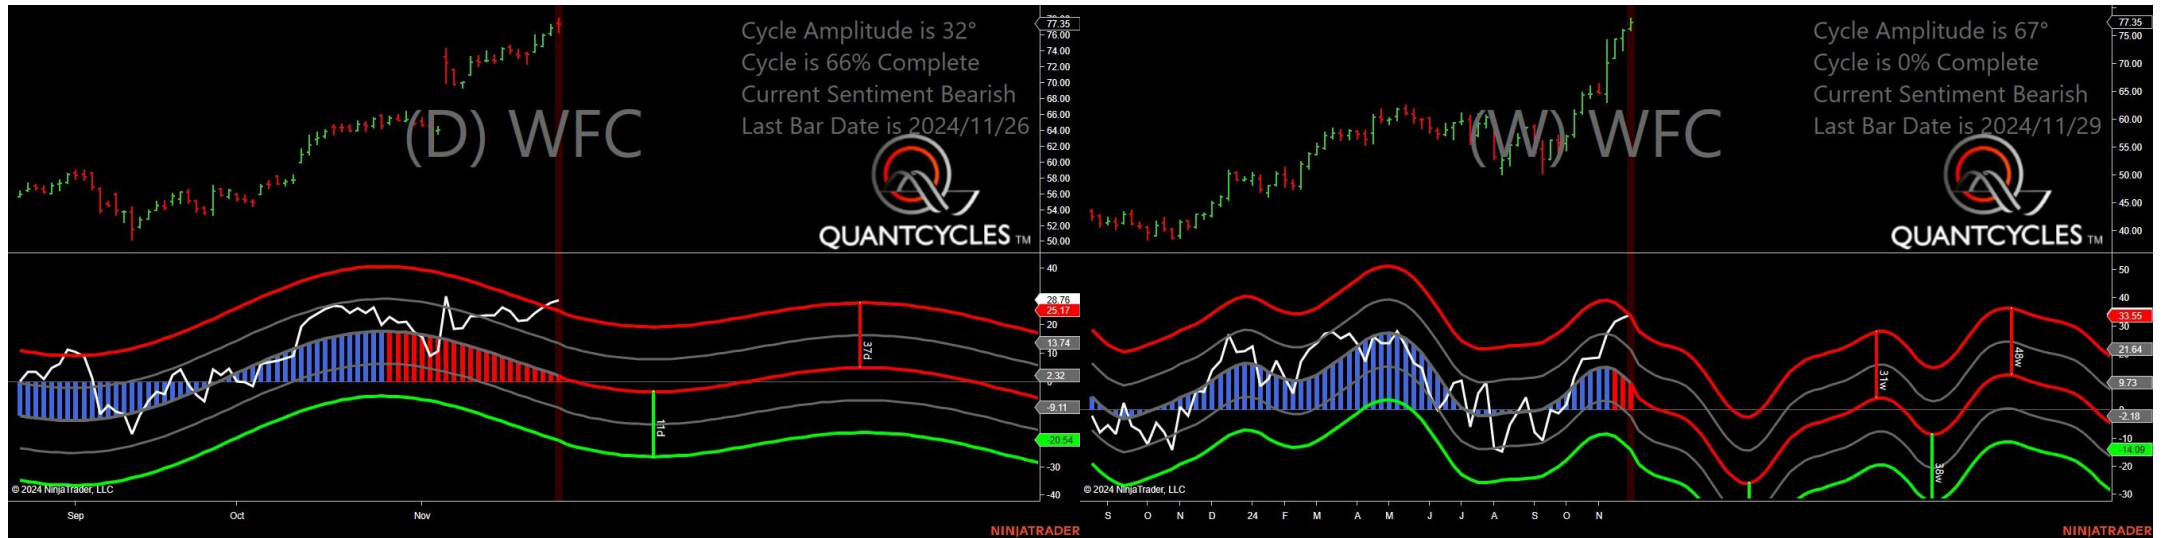 Cycle Amplitude is 32°
Cycle is 66% Complete
Current Sentiment Bearish
Last Bar Date is 2024/11/26
(D) WFC
QUANTCYCLES TM
77.35
76.00
74.00
72.00
70.00
68.00
66.00
64.00
62.00
60.00
58.00
56.00
54.00
52.00
50.00
40
28.76
25.17
20
13.74
10
2.32
-9.11
-20.54
-30
-40
37d
11d
© 2024 NinjaTrader, LLC
Sep
Oct
Nov
NINJATRADER
Cycle Amplitude is 67°
Cycle is 0% Complete
Current Sentiment Bearish
Last Bar Date is 2024/11/29
(W) WFC
QUANTCYCLES TM
77.35
75.00
70.00
65.00
60.00
55.00
50.00
45.00
40.00
50
40
33.55
30
21.64
9.73
-2.18
-10
-14.09
-20
-30
31w
48w
38w
© 2024 NinjaTrader, LLC
S O N D 24 F M A M J J A S O N
NINJATRADER